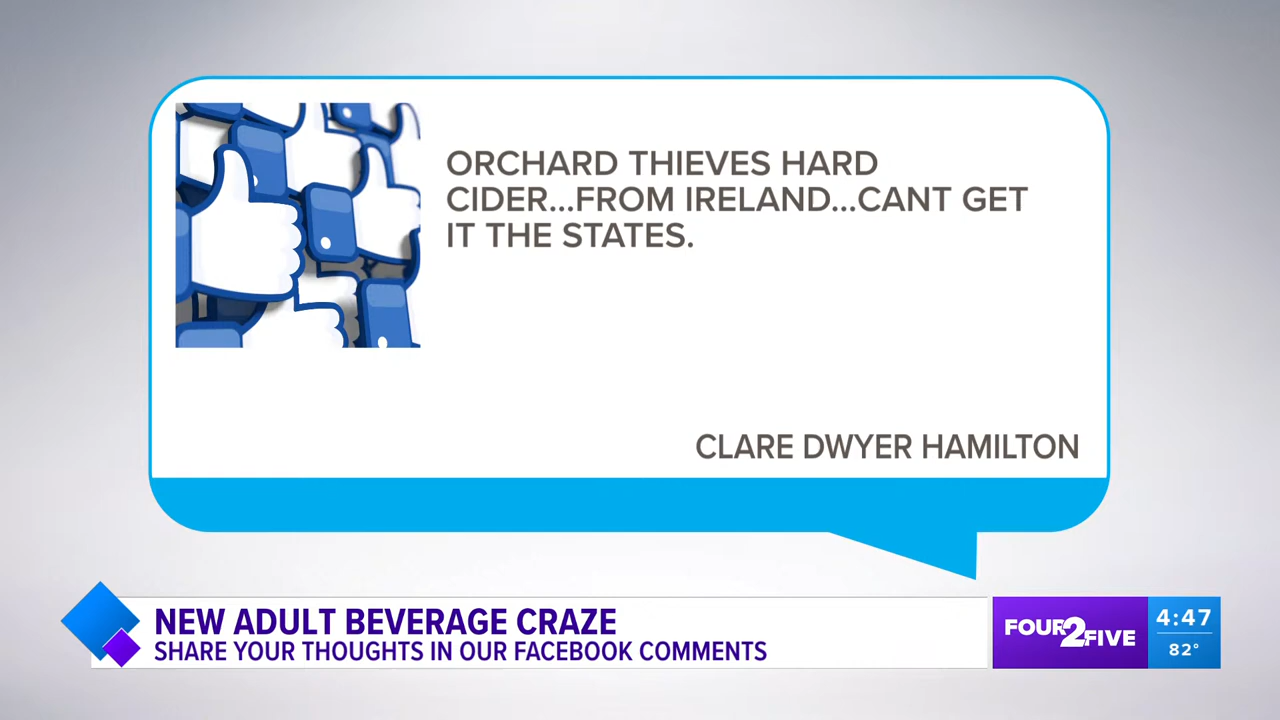 ORCHARD THIEVES HARD
CIDER...FROM IRELAND...CANT GET
IT THE STATES.
CLARE DWYER HAMILTON
NEW ADULT BEVERAGE CRAZE
SHARE YOUR THOUGHTS IN OUR FACEBOOK COMMENTS
FOUR2FIVE
4:47
82°